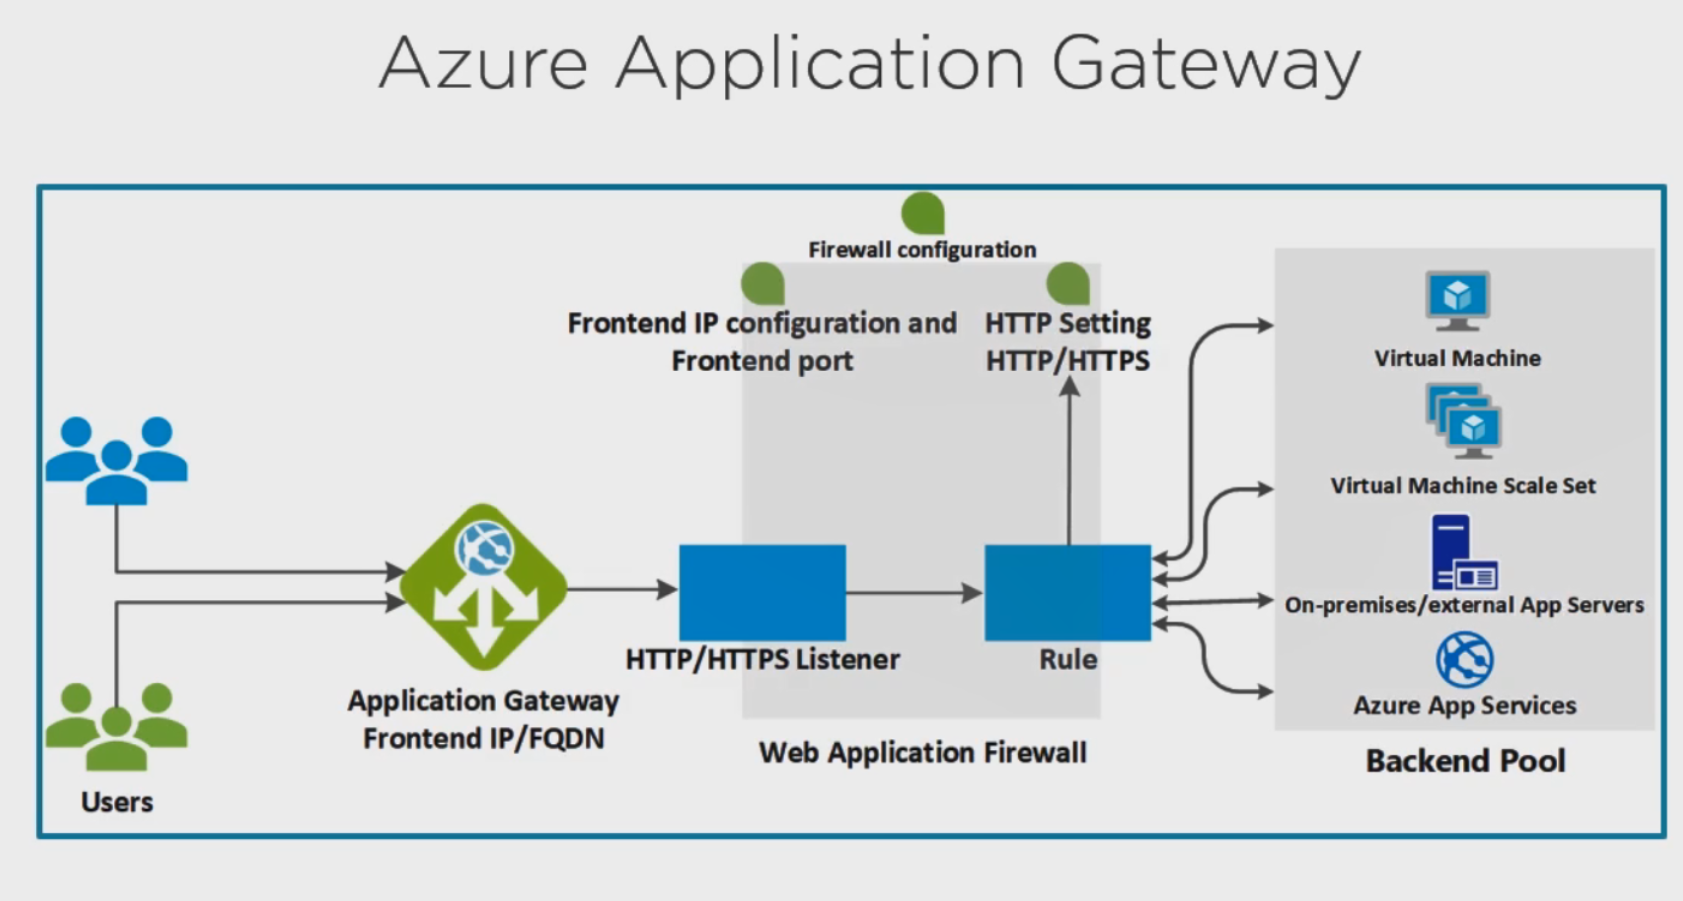 Azure Application Gateway
Firewall configuration
Frontend IP configuration and
Frontend port
HTTP Setting
HTTP/HTTPS
Virtual Machine
Virtual Machine Scale Set
On-premises/external App Servers
Azure App Services
Backend Pool
HTTP/HTTPS Listener
Rule
Web Application Firewall
Application Gateway
Frontend IP/FQDN
Users